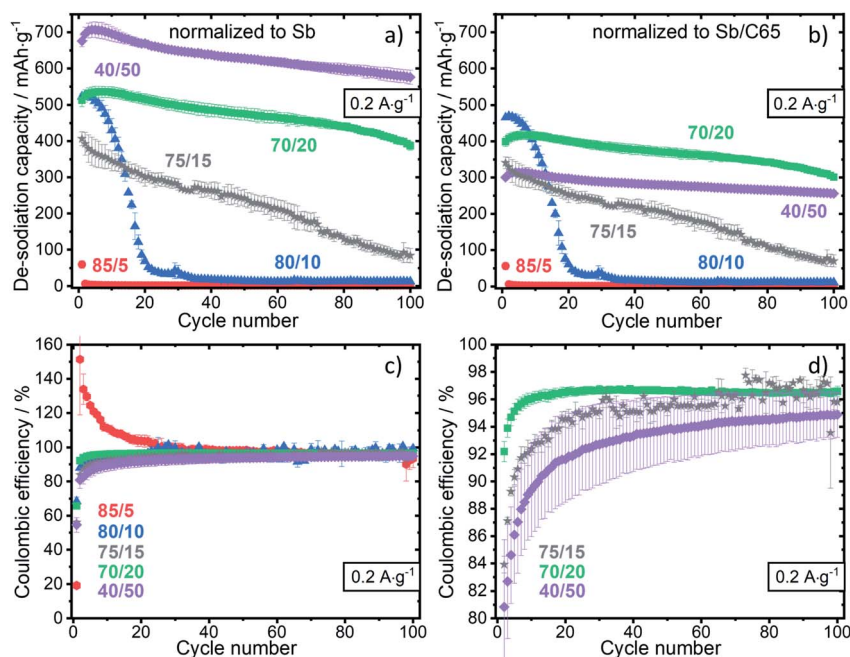 normalized to Sb
a)
De-sodiation capacity / mAh·g⁻¹
700
600
500
400
300
200
100
0
40/50
0.2 A·g⁻¹
70/20
75/15
85/5
80/10
0 20 40 60 80 100
Cycle number
normalized to Sb/C65
b)
De-sodiation capacity / mAh·g⁻¹
700
600
500
400
300
200
100
0
0.2 A·g⁻¹
70/20
40/50
75/15
85/5
80/10
0 20 40 60 80 100
Cycle number
c)
Coulombic efficiency / %
160
140
120
100
80
60
40
20
0
85/5
80/10
75/15
70/20
40/50
0.2 A·g⁻¹
0 20 40 60 80 100
Cycle number
d)
Coulombic efficiency / %
100
98
96
94
92
90
88
86
84
82
80
75/15
70/20
40/50
0.2 A·g⁻¹
0 20 40 60 80 100
Cycle number